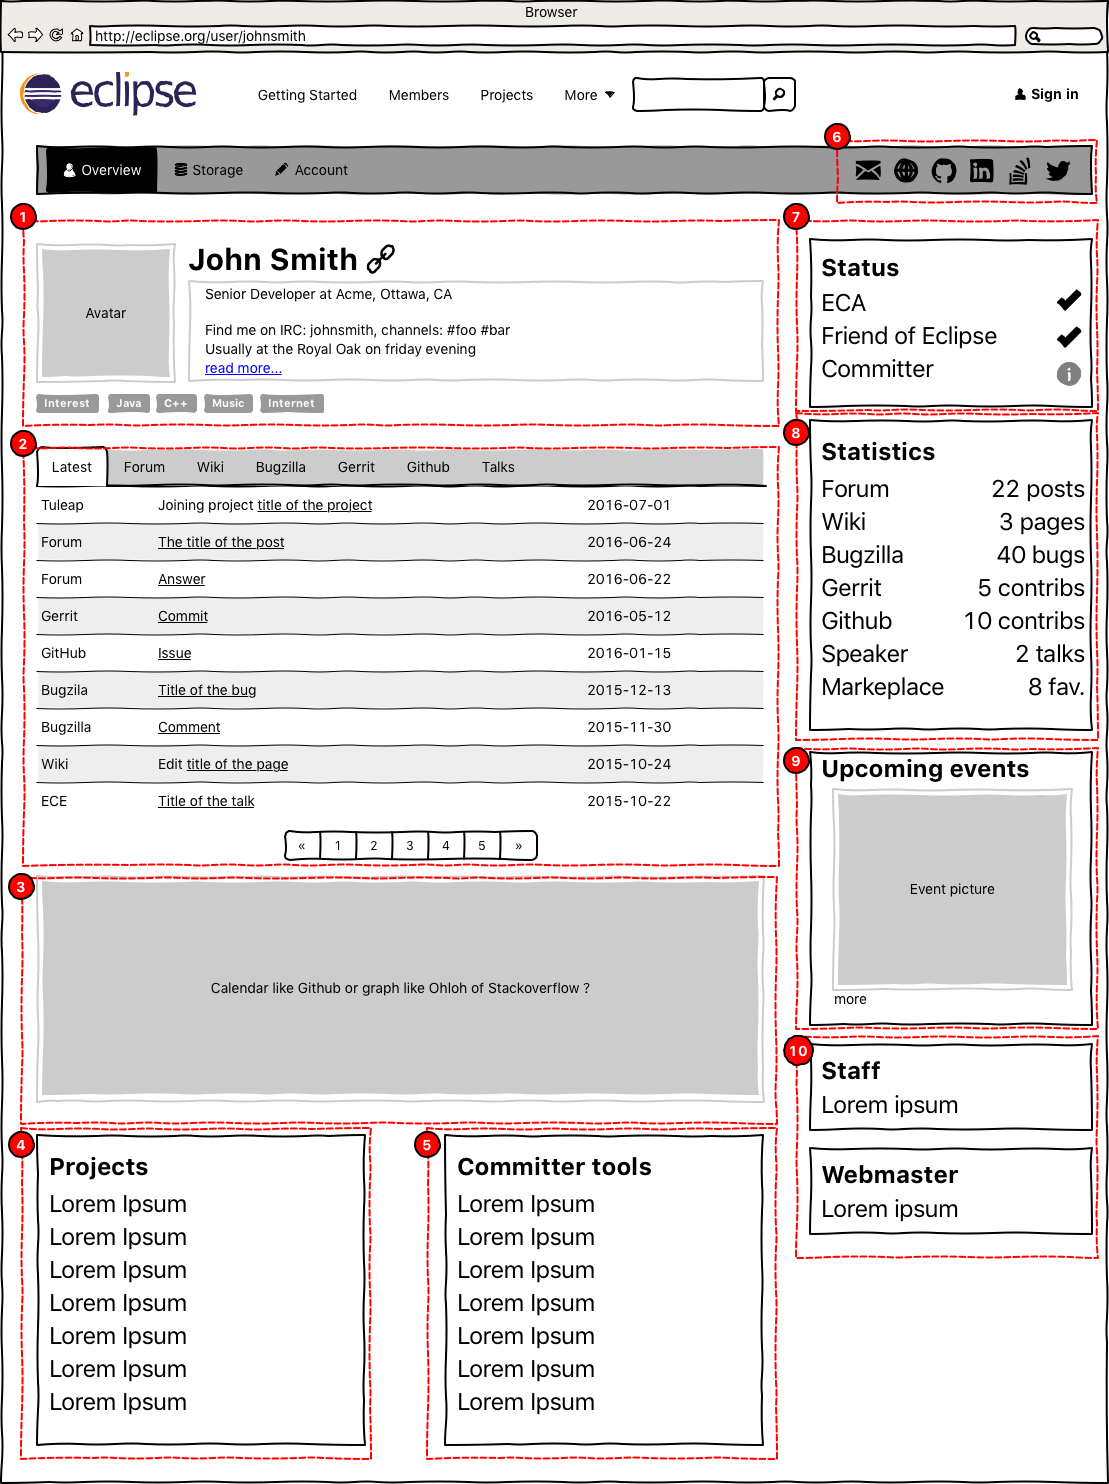 Browser
http://eclipse.org/user/johnsmith
eclipse
Getting Started Members Projects More
Sign in
6
Overview Storage Account
1
John Smith
Avatar
Senior Developer at Acme, Ottawa, CA
Find me on IRC: johnsmith, channels: #foo #bar
Usually at the Royal Oak on friday evening
read more...
Interest Java C++ Music Internet
7
Status
ECA
Friend of Eclipse
Committer
2
Latest Forum Wiki Bugzilla Gerrit Github Talks
Tuleap Joining project title of the project 2016-07-01
Forum The title of the post 2016-06-24
Forum Answer 2016-06-22
Gerrit Commit 2016-05-12
GitHub Issue 2016-01-15
Bugzila Title of the bug 2015-12-13
Bugzilla Comment 2015-11-30
Wiki Edit title of the page 2015-10-24
ECE Title of the talk 2015-10-22
« 1 2 3 4 5 »
8
Statistics
Forum 22 posts
Wiki 3 pages
Bugzilla 40 bugs
Gerrit 5 contribs
Github 10 contribs
Speaker 2 talks
Markeplace 8 fav.
9
Upcoming events
Event picture
more
3
Calendar like Github or graph like Ohloh of Stackoverflow ?
10
Staff
Lorem ipsum
Webmaster
Lorem ipsum
4
Projects
Lorem Ipsum
Lorem Ipsum
Lorem Ipsum
Lorem Ipsum
Lorem Ipsum
Lorem Ipsum
Lorem Ipsum
5
Committer tools
Lorem Ipsum
Lorem Ipsum
Lorem Ipsum
Lorem Ipsum
Lorem Ipsum
Lorem Ipsum
Lorem Ipsum